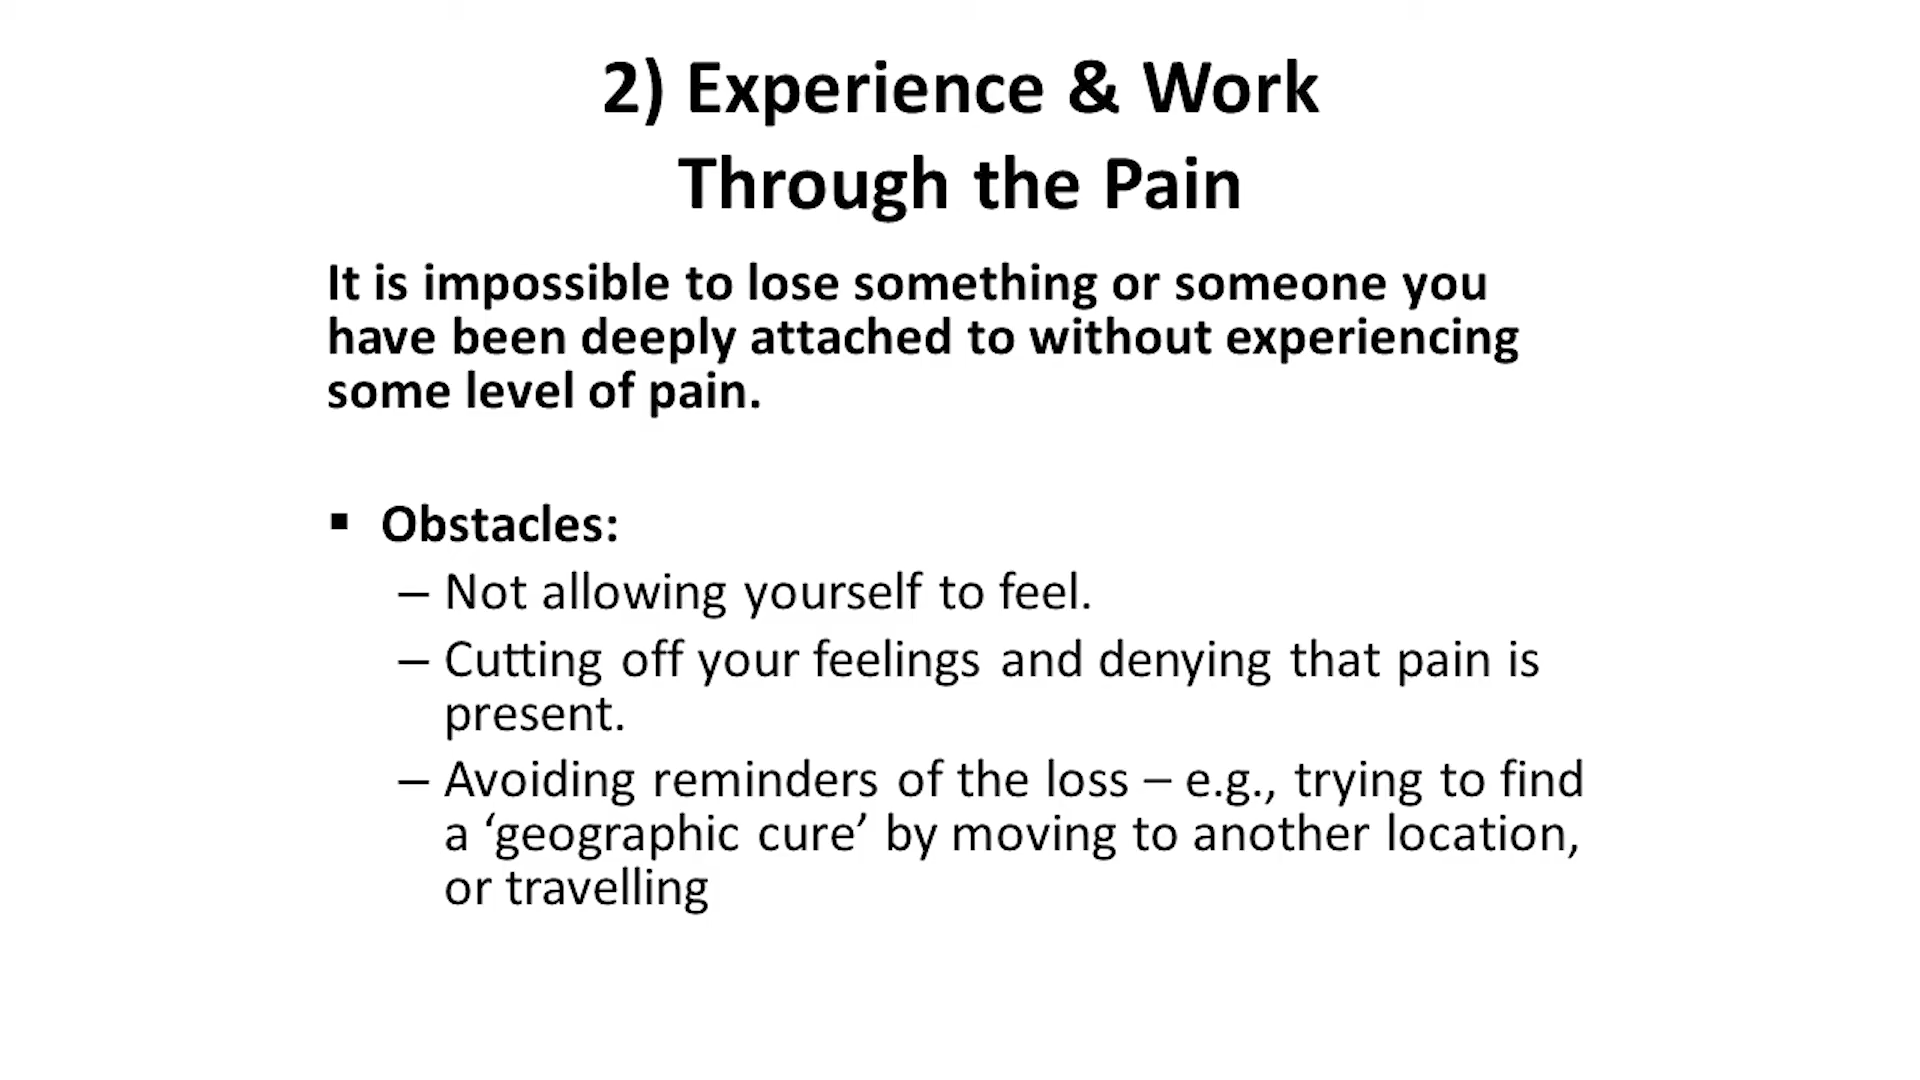 2) Experience & Work
Through the Pain
It is impossible to lose something or someone you
have been deeply attached to without experiencing
some level of pain.
▪ Obstacles:
– Not allowing yourself to feel.
– Cutting off your feelings and denying that pain is
present.
– Avoiding reminders of the loss – e.g., trying to find
a ‘geographic cure’ by moving to another location,
or travelling